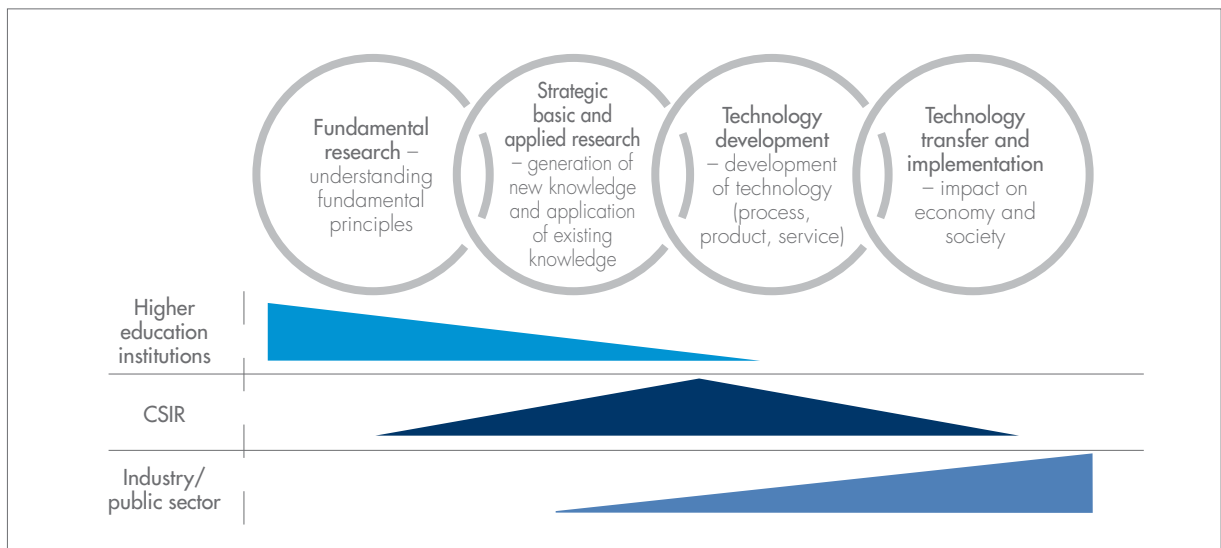 Fundamental
research –
understanding
fundamental
principles
Strategic
basic and
applied research
– generation of
new knowledge
and application
of existing
knowledge
Technology
development
– development
of technology
(process,
product, service)
Technology
transfer and
implementation
– impact on
economy and
society
Higher
education
institutions
CSIR
Industry/
public sector